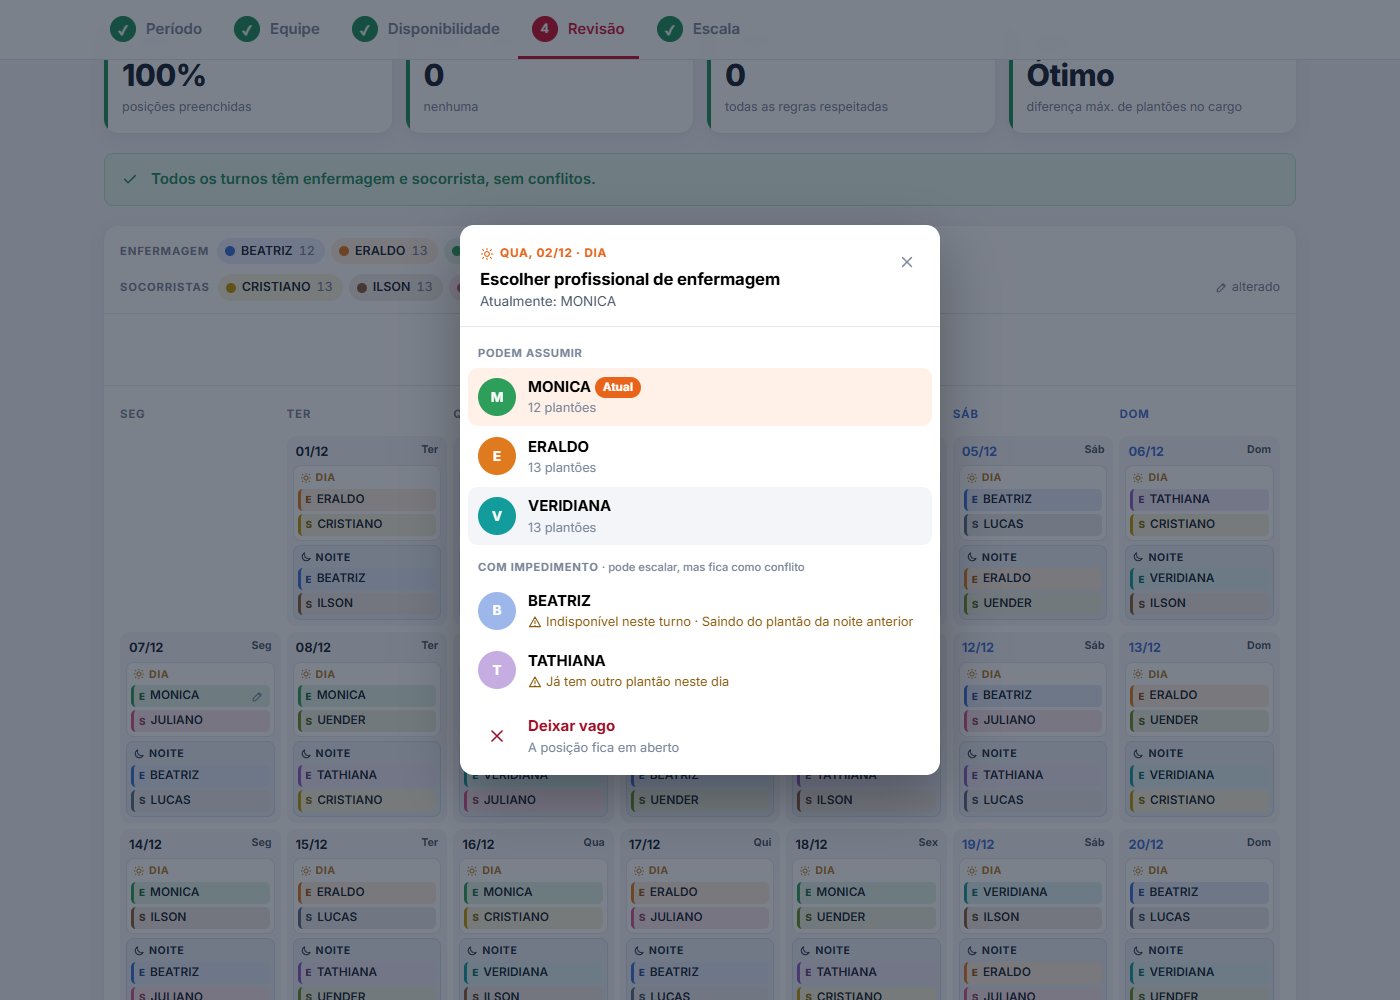 Período
Equipe
Disponibilidade
4 Revisão
Escala
100%
posições preenchidas
0
nenhuma
0
todas as regras respeitadas
Ótimo
diferença máx. de plantões no cargo
Todos os turnos têm enfermagem e socorrista, sem conflitos.
ENFERMAGEM BEATRIZ 12 ERALDO 13
SOCORRISTAS CRISTIANO 13 ILSON 13
alterado
QUA, 02/12 · DIA
Escolher profissional de enfermagem
Atualmente: MONICA
PODEM ASSUMIR
M MONICA Atual
12 plantões
E ERALDO
13 plantões
V VERIDIANA
13 plantões
COM IMPEDIMENTO · pode escalar, mas fica como conflito
B BEATRIZ
Indisponível neste turno · Saindo do plantão da noite anterior
T TATHIANA
Já tem outro plantão neste dia
Deixar vago
A posição fica em aberto
SEG TER SÁB DOM
01/12 Ter
DIA
E ERALDO
S CRISTIANO
NOITE
E BEATRIZ
S ILSON
05/12 Sáb
DIA
E BEATRIZ
S LUCAS
NOITE
E ERALDO
S UENDER
06/12 Dom
DIA
E TATHIANA
S CRISTIANO
NOITE
E VERIDIANA
S ILSON
07/12 Seg
DIA
E MONICA
S JULIANO
NOITE
E BEATRIZ
S LUCAS
08/12 Ter
DIA
E MONICA
S UENDER
NOITE
E TATHIANA
S CRISTIANO
E VERIDIANA
S JULIANO
E BEATRIZ
S UENDER
E TATHIANA
S ILSON
12/12 Sáb
DIA
E BEATRIZ
S JULIANO
NOITE
E TATHIANA
S LUCAS
13/12 Dom
DIA
E ERALDO
S UENDER
NOITE
E VERIDIANA
S CRISTIANO
14/12 Seg
DIA
E MONICA
S ILSON
NOITE
E BEATRIZ
S JULIANO
15/12 Ter
DIA
E ERALDO
S LUCAS
NOITE
E TATHIANA
S UENDER
16/12 Qua
DIA
E MONICA
S CRISTIANO
NOITE
E VERIDIANA
S ILSON
17/12 Qui
DIA
E ERALDO
S JULIANO
NOITE
E BEATRIZ
S LUCAS
18/12 Sex
DIA
E MONICA
S UENDER
NOITE
E TATHIANA
S CRISTIANO
19/12 Sáb
DIA
E VERIDIANA
S ILSON
NOITE
E ERALDO
S JULIANO
20/12 Dom
DIA
E BEATRIZ
S LUCAS
NOITE
E VERIDIANA
S UENDER